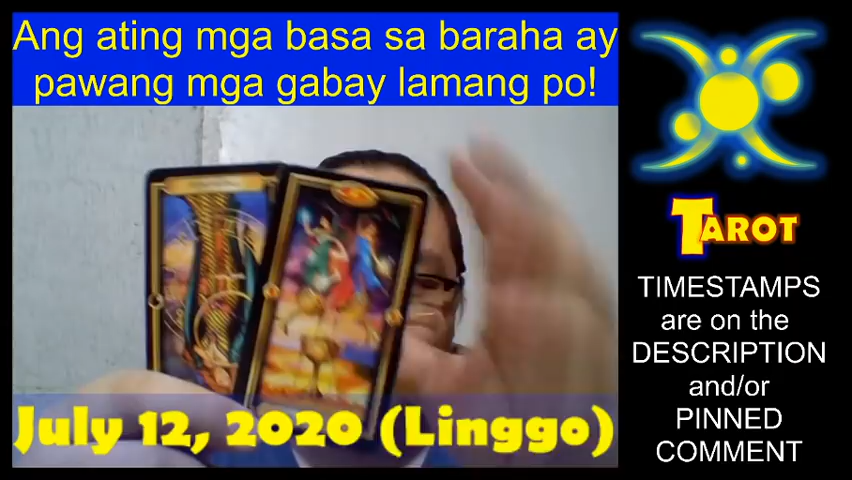 Ang ating mga basa sa baraha ay
pawang mga gabay lamang po!
July 12, 2020 (Linggo)
TAROT
TIMESTAMPS
are on the
DESCRIPTION
and/or
PINNED
COMMENT